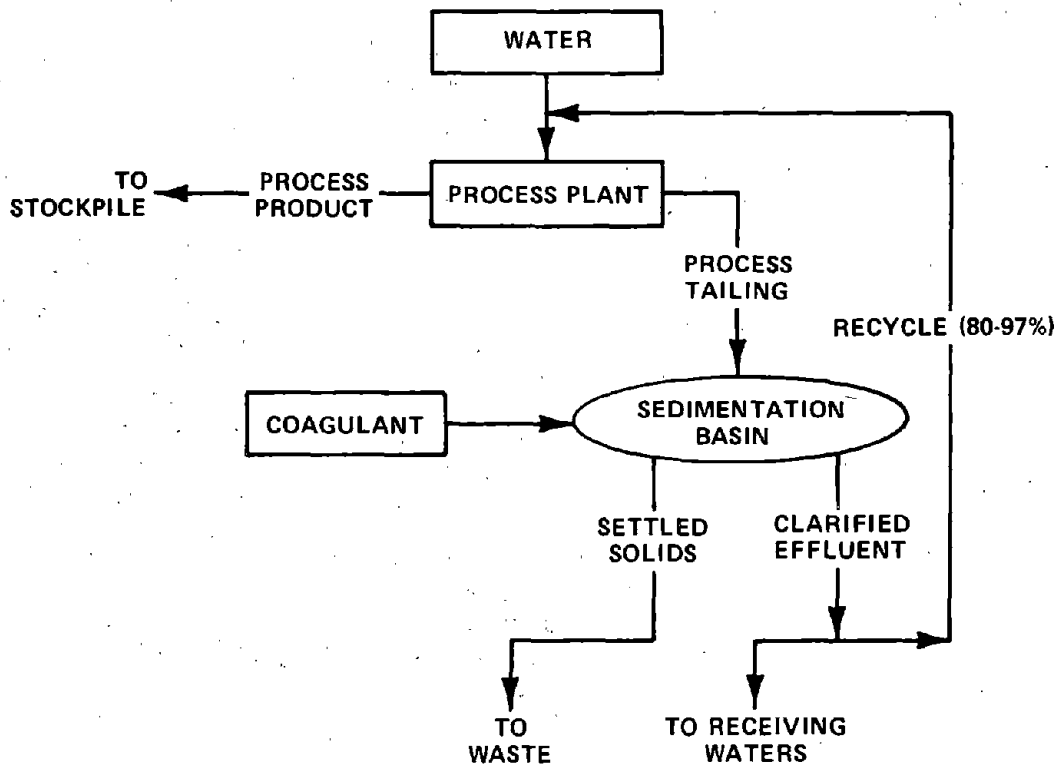 WATER
TO
STOCKPILE
PROCESS
PRODUCT
PROCESS PLANT
PROCESS
TAILING
RECYCLE (80-97%)
COAGULANT
SEDIMENTATION
BASIN
SETTLED
SOLIDS
CLARIFIED
EFFLUENT
TO
WASTE
TO RECEIVING
WATERS